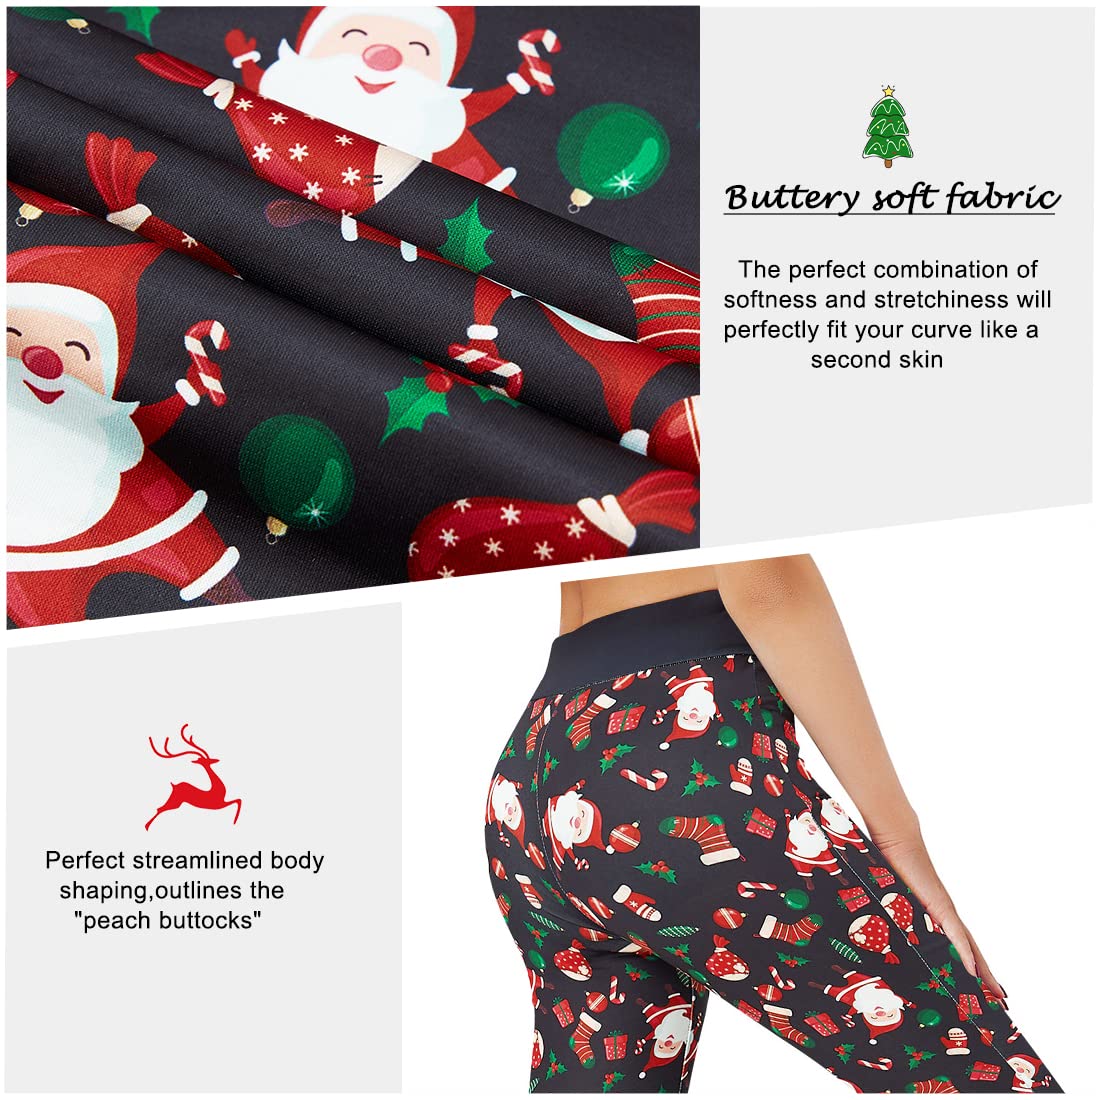 Buttery soft fabric
The perfect combination of
softness and stretchiness will
perfectly fit your curve like a
second skin
Perfect streamlined body
shaping,outlines the
"peach buttocks"